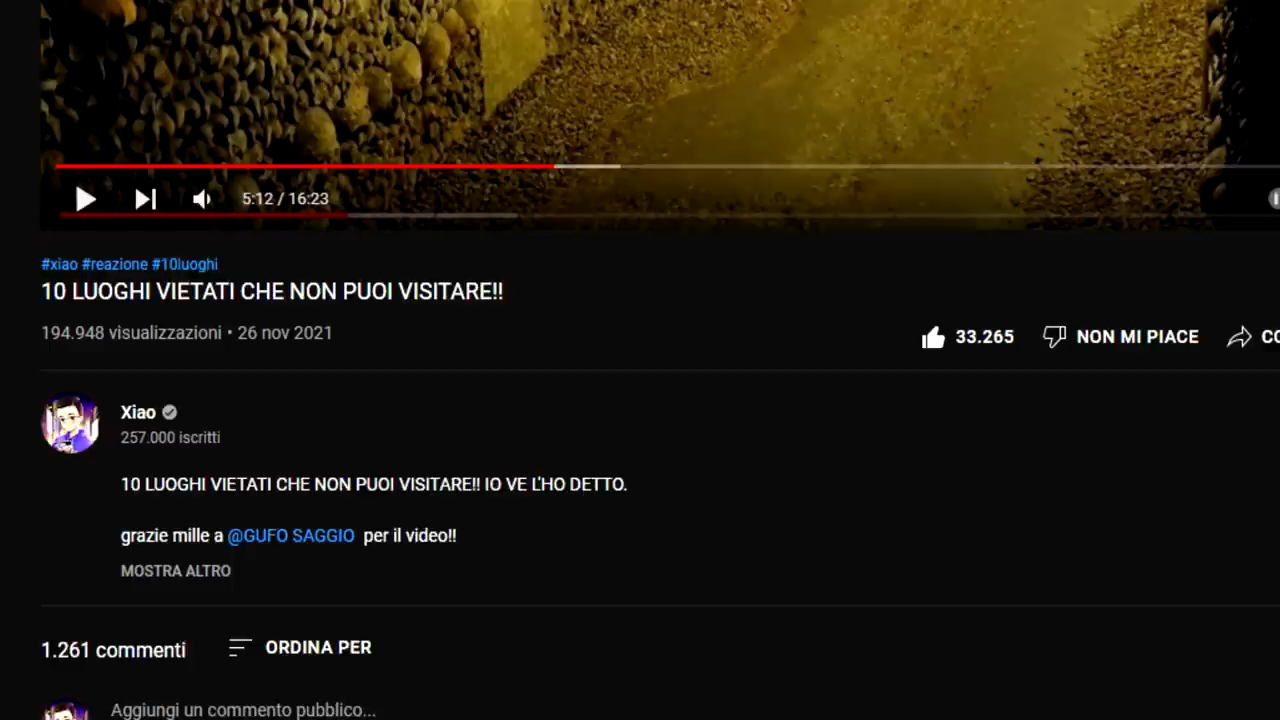 5:12 / 16:23
#xiao #reazione #10luoghi
10 LUOGHI VIETATI CHE NON PUOI VISITARE!!
194.948 visualizzazioni • 26 nov 2021
33.265 NON MI PIACE
Xiao
257.000 iscritti
10 LUOGHI VIETATI CHE NON PUOI VISITARE!! IO VE L'HO DETTO.
grazie mille a @GUFO SAGGIO per il video!!
MOSTRA ALTRO
1.261 commenti ORDINA PER
Aggiungi un commento pubblico...